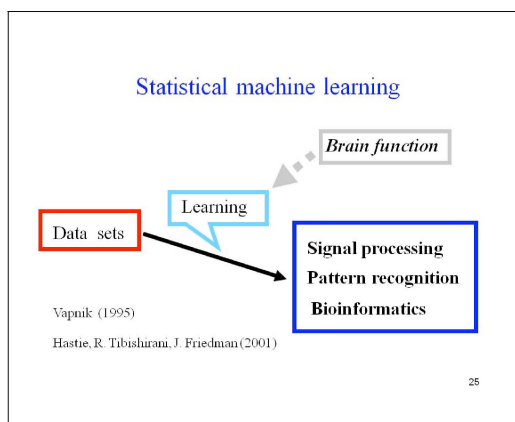 Statistical machine learning
Brain function
Learning
Data sets
Signal processing
Pattern recognition
Bioinformatics
Vapnik (1995)
Hastie, R. Tibishirani, J. Friedman (2001)
25